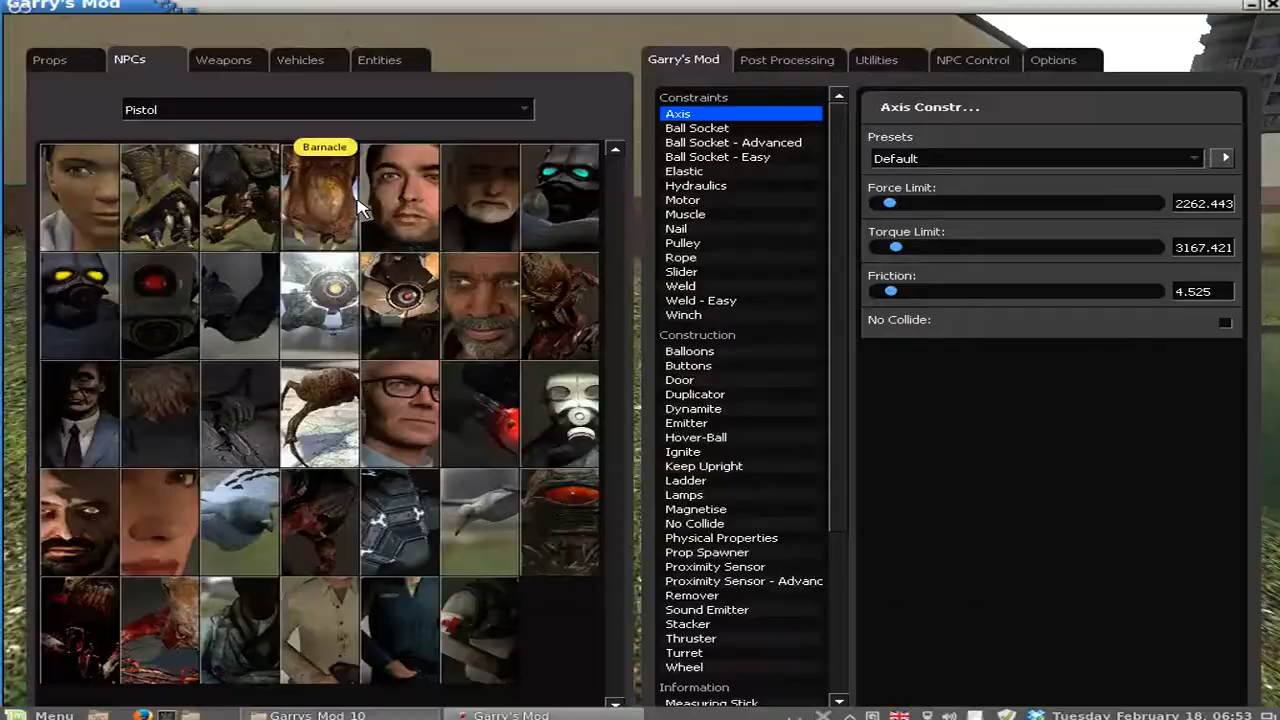 Garry's Mod
Props
NPCs
Weapons
Vehicles
Entities
Garry's Mod
Post Processing
Utilities
NPC Control
Options
Pistol
Barnacle
Constraints
Axis
Ball Socket
Ball Socket - Advanced
Ball Socket - Easy
Elastic
Hydraulics
Motor
Muscle
Nail
Pulley
Rope
Slider
Weld
Weld - Easy
Winch
Construction
Balloons
Buttons
Door
Duplicator
Dynamite
Emitter
Hover-Ball
Ignite
Keep Upright
Ladder
Lamps
Magnetise
No Collide
Physical Properties
Prop Spawner
Proximity Sensor
Proximity Sensor - Advanc
Remover
Sound Emitter
Stacker
Thruster
Turret
Wheel
Information
Measuring Stick
Axis Constr...
Presets
Default
Force Limit:
2262.443
Torque Limit:
3167.421
Friction:
4.525
No Collide:
Menu
Garrys_Mod_10
Garry's Mod
Tuesday February 18, 06:53